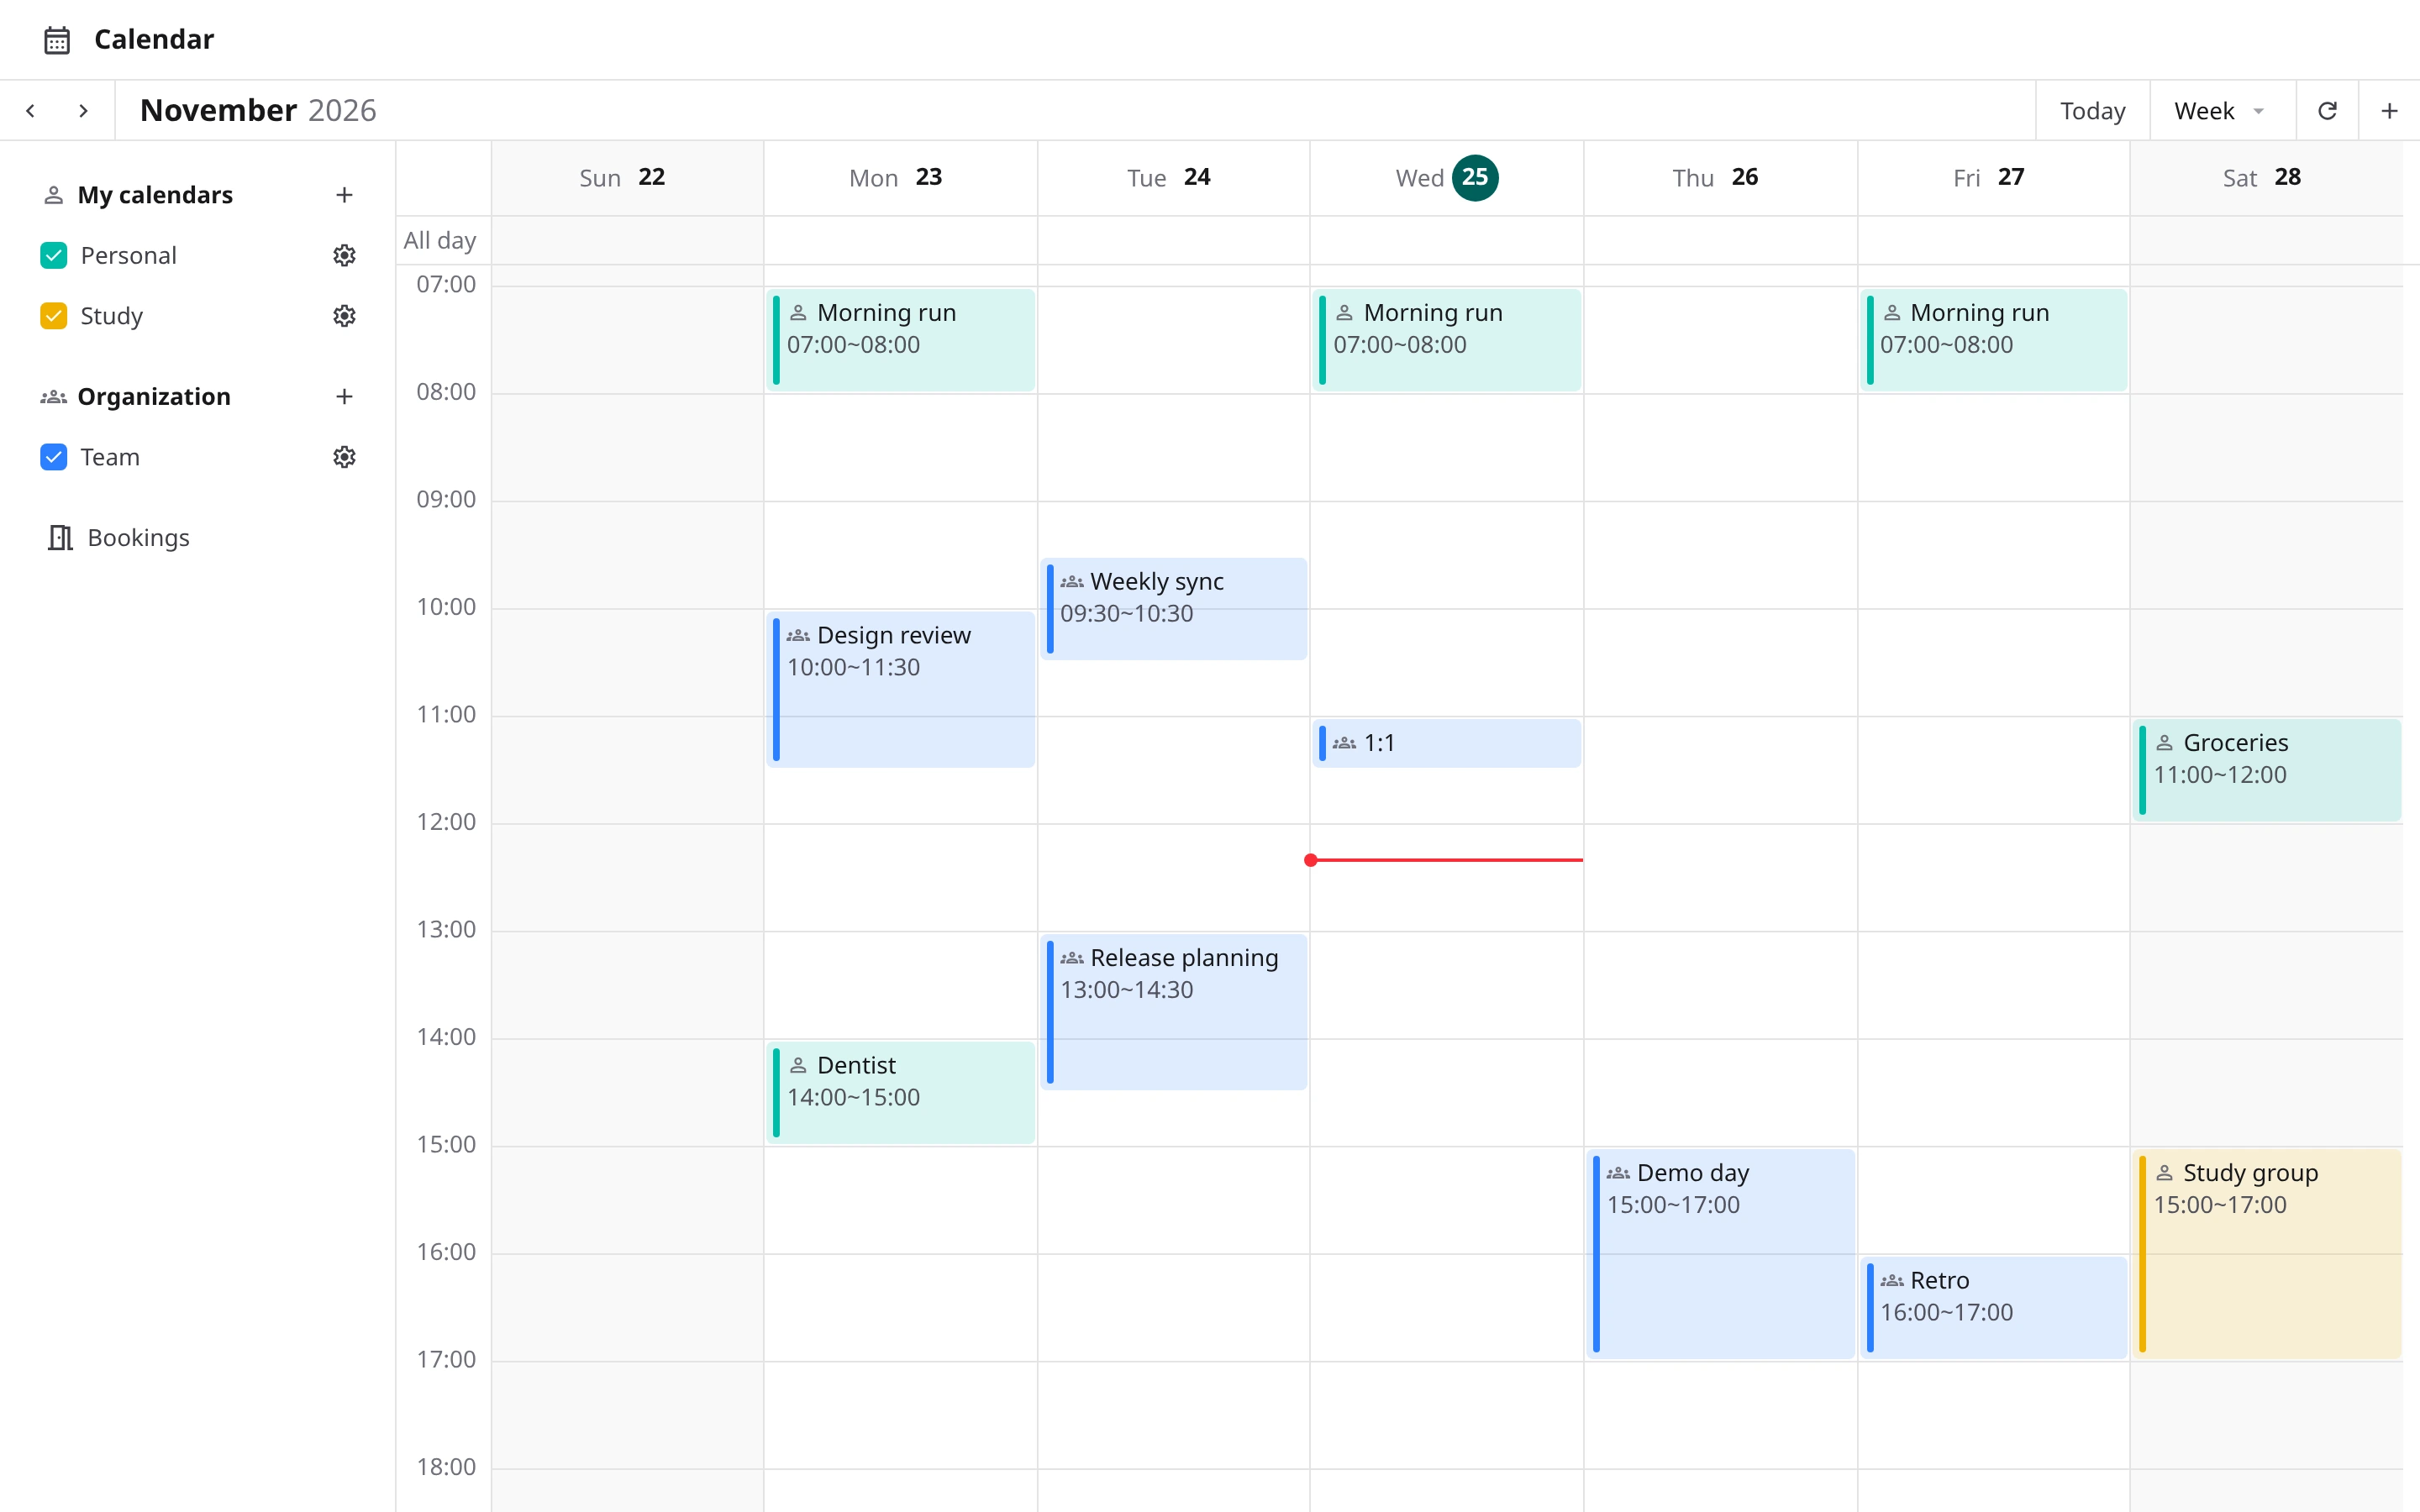 Calendar
November 2026
Today
Week
My calendars
Personal
Study
Organization
Team
Bookings
Sun 22
Mon 23
Tue 24
Wed 25
Thu 26
Fri 27
Sat 28
All day
07:00
08:00
09:00
10:00
11:00
12:00
13:00
14:00
15:00
16:00
17:00
18:00
Morning run
07:00~08:00
Design review
10:00~11:30
Dentist
14:00~15:00
Weekly sync
09:30~10:30
Release planning
13:00~14:30
Morning run
07:00~08:00
1:1
Demo day
15:00~17:00
Morning run
07:00~08:00
Retro
16:00~17:00
Groceries
11:00~12:00
Study group
15:00~17:00